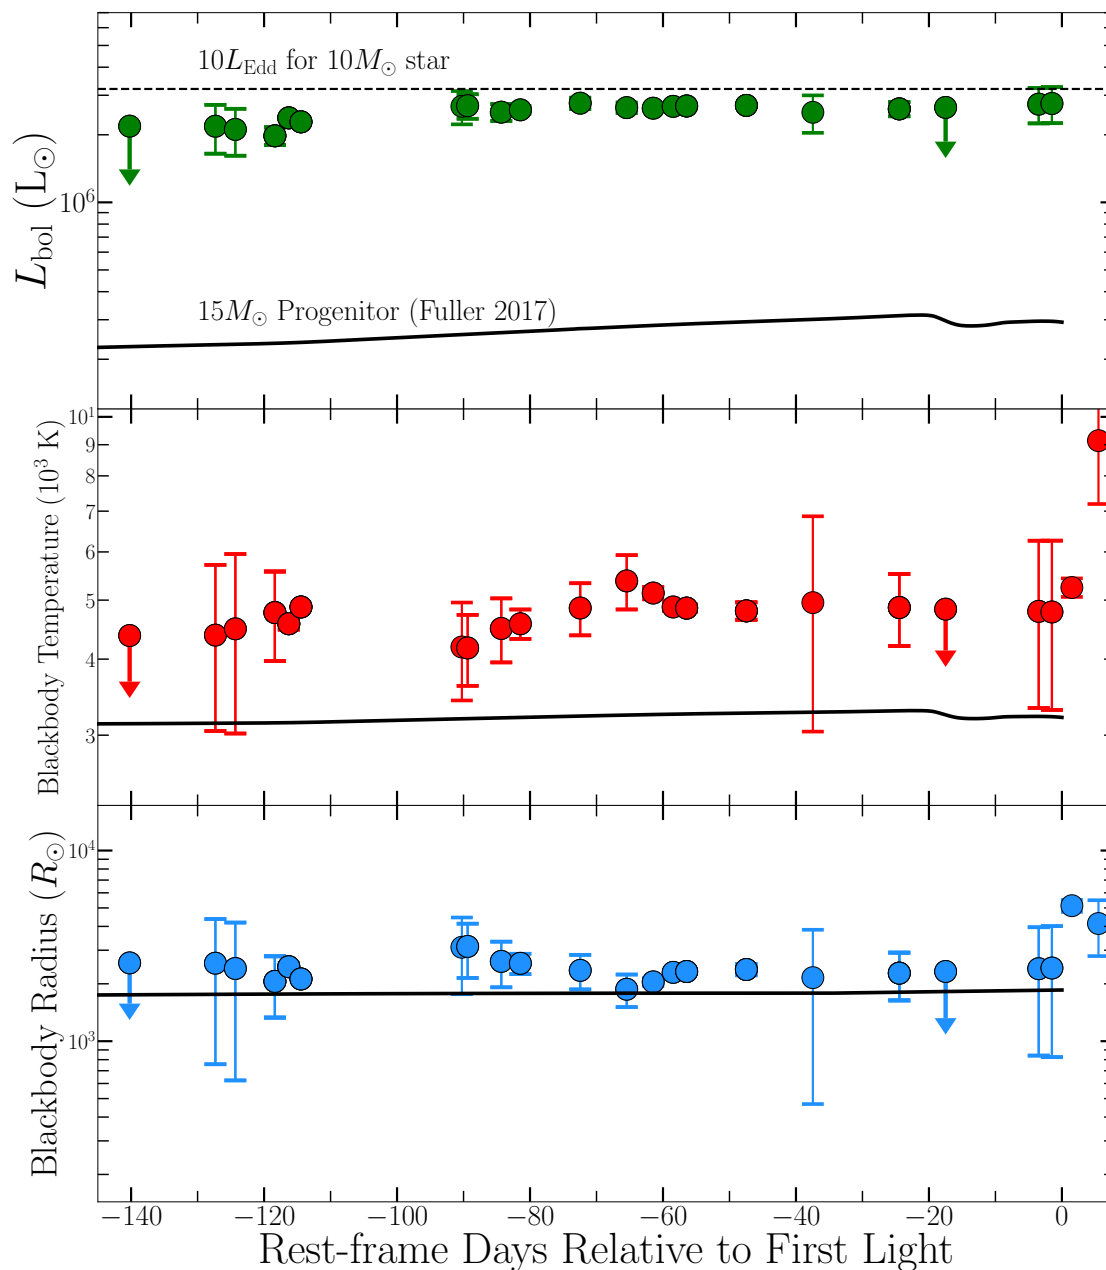 10L_Edd for 10M_⊙ star
L_bol (L_⊙)
10^6
15M_⊙ Progenitor (Fuller 2017)
Blackbody Temperature (10^3 K)
10^1
9
8
7
6
5
4
3
Blackbody Radius (R_⊙)
10^4
10^3
−140 −120 −100 −80 −60 −40 −20 0
Rest-frame Days Relative to First Light